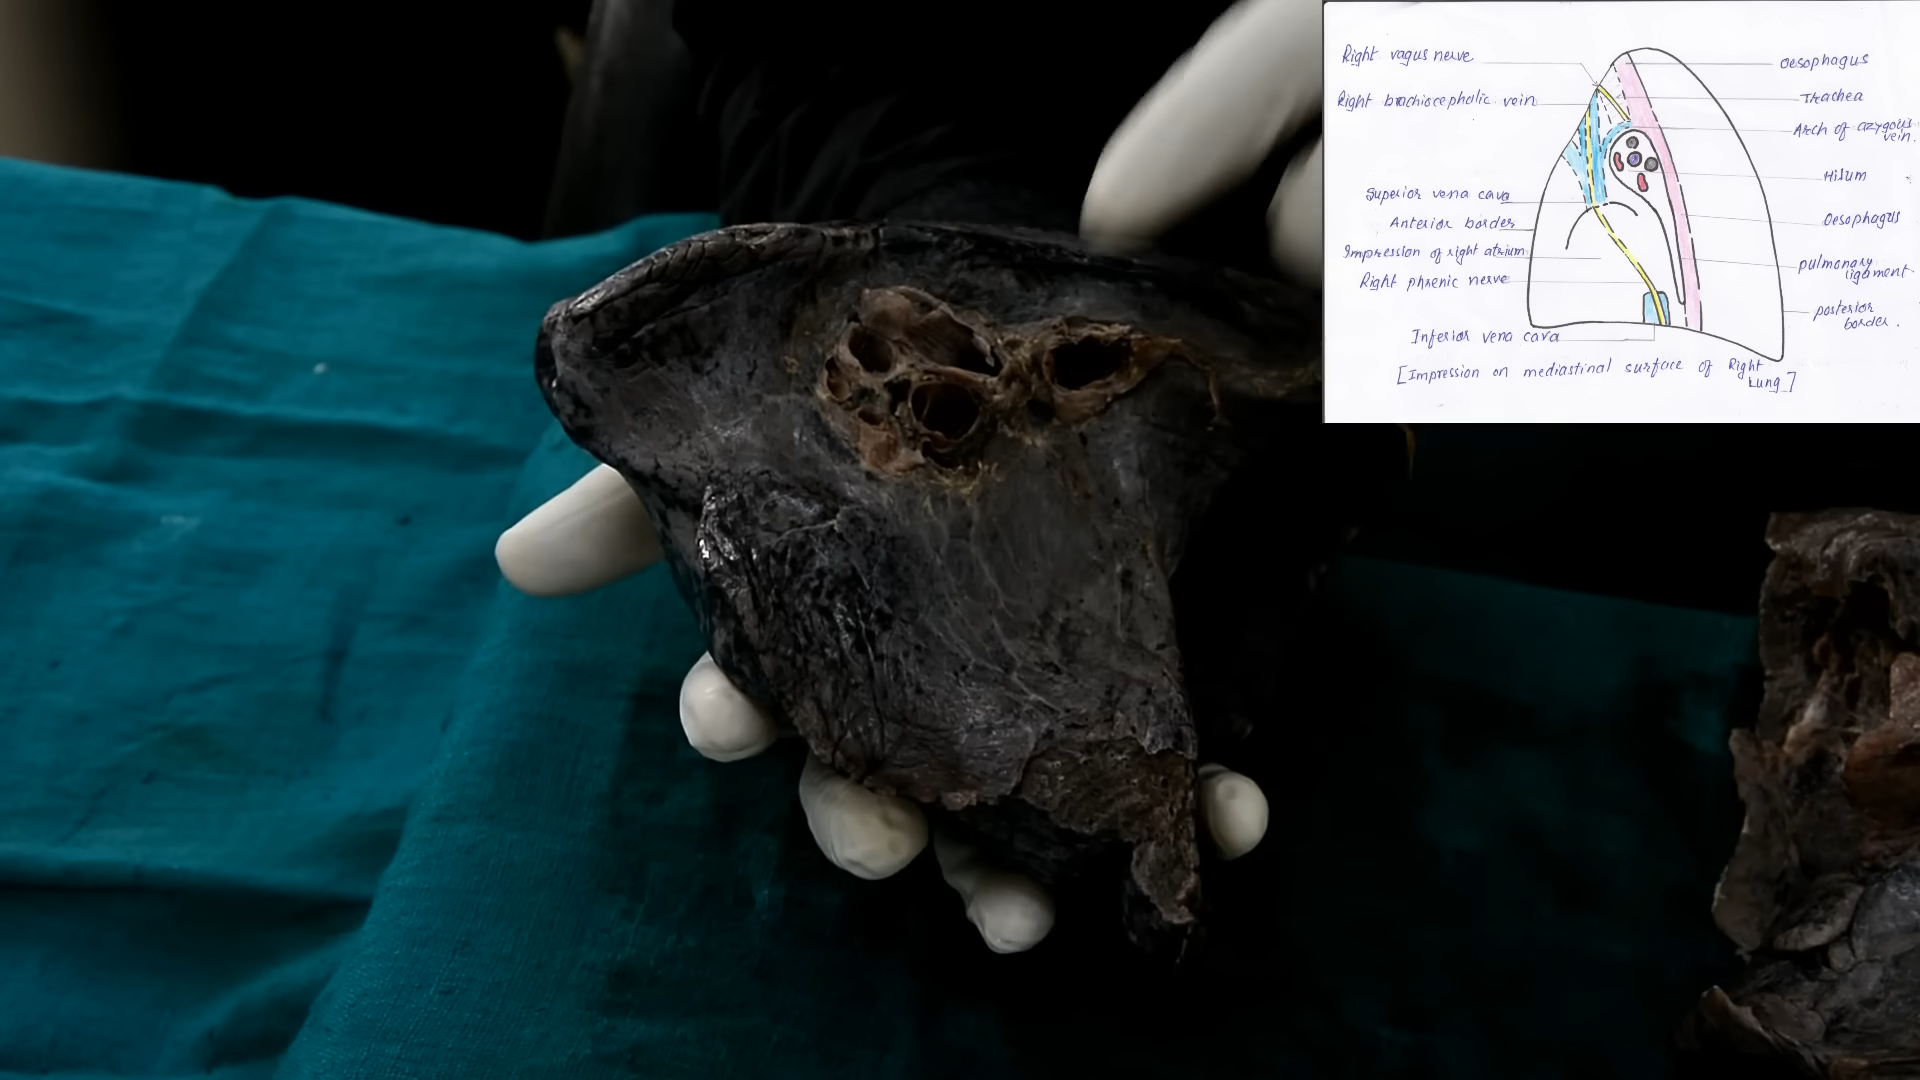 Right vagus nerve
Right brachiocephalic vein
Superior vena cava
Anterior border
Impression of right atrium
Right phrenic nerve
Inferior vena cava
Oesophagus
Trachea
Arch of azygous
vein.
Hilum
Oesophagus
pulmonary
ligament.
posterior
border.
[Impression on mediastinal surface of Right
Lung]